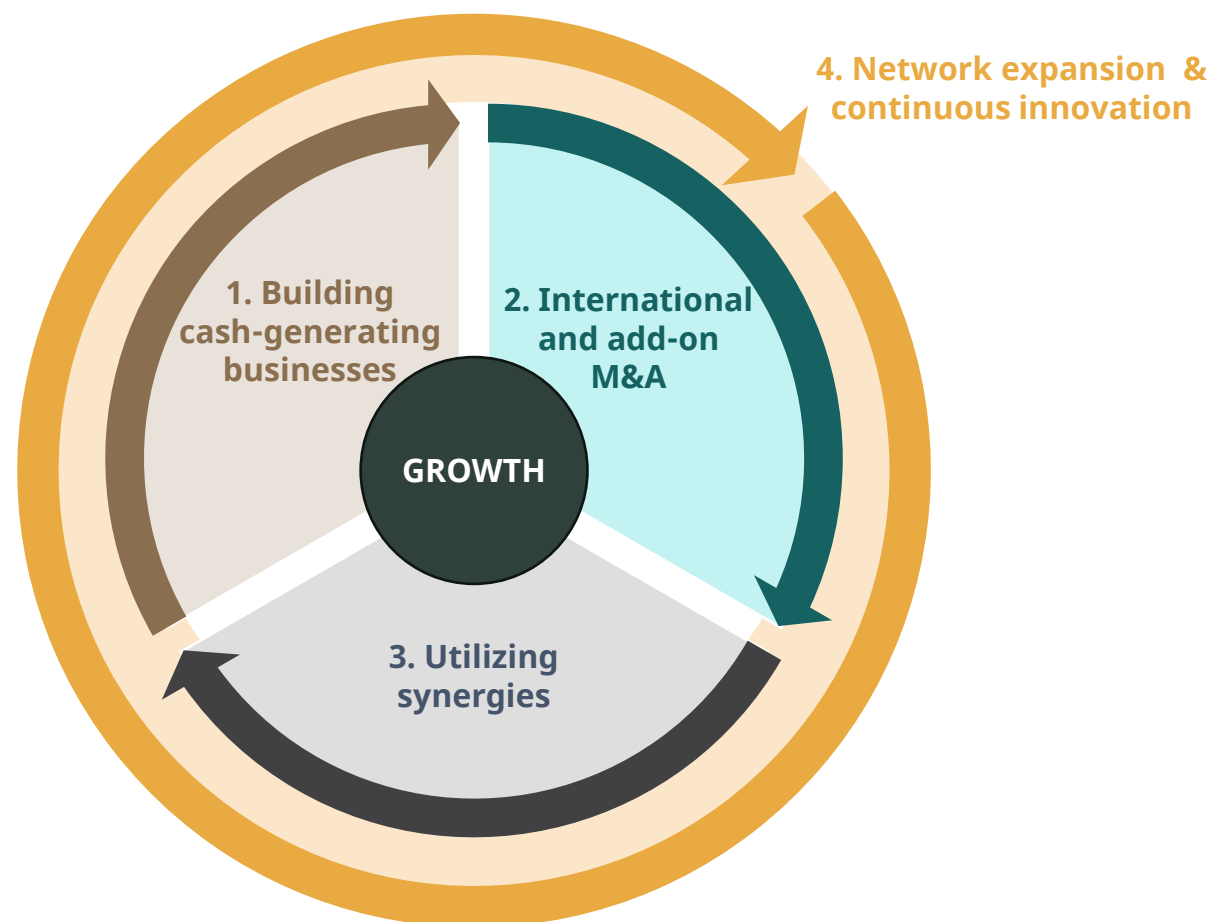 4. Network expansion &
continuous innovation
1. Building
cash-generating
businesses
2. International
and add-on
M&A
GROWTH
3. Utilizing
synergies